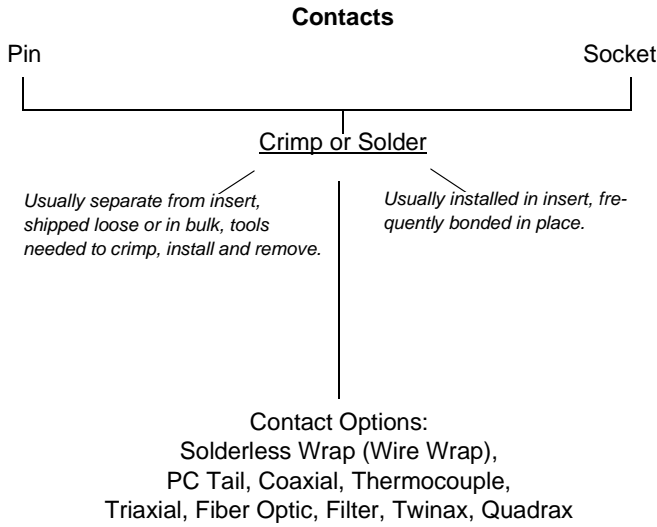 Contacts
Pin
Socket
Crimp or Solder
Usually separate from insert,
shipped loose or in bulk, tools
needed to crimp, install and remove.
Usually installed in insert, fre-
quently bonded in place.
Contact Options:
Solderless Wrap (Wire Wrap),
PC Tail, Coaxial, Thermocouple,
Triaxial, Fiber Optic, Filter, Twinax, Quadrax